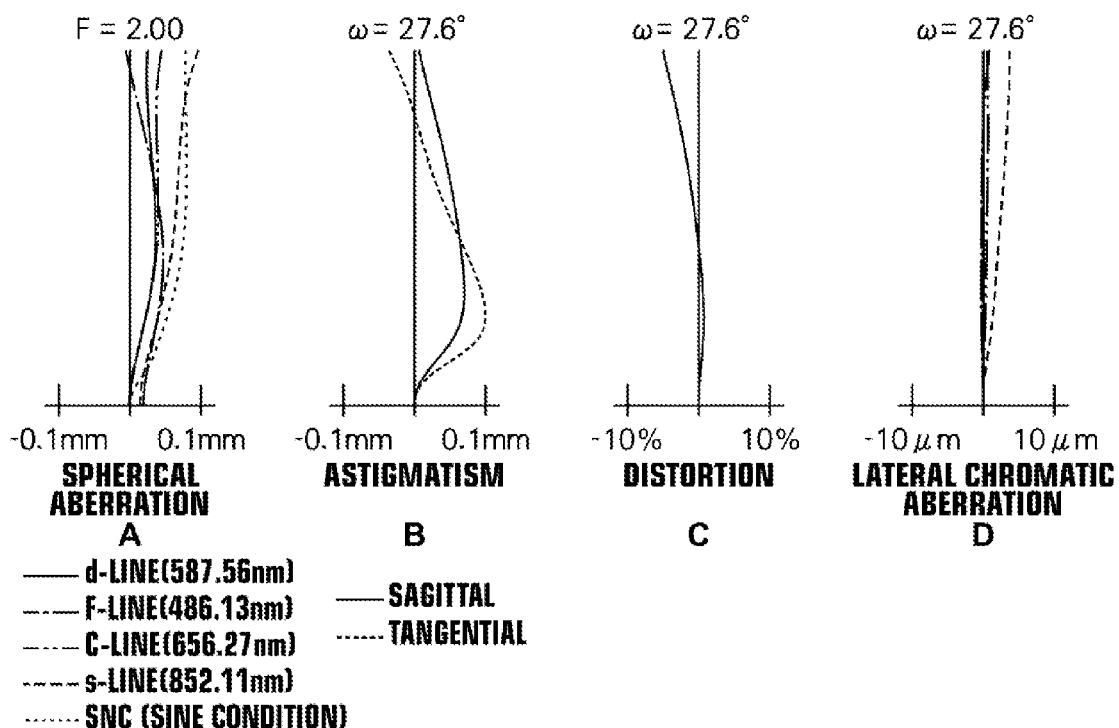 F = 2.00
ω= 27.6°
ω= 27.6°
ω= 27.6°
-0.1mm 0.1mm
-0.1mm 0.1mm
-10% 10%
-10 μm 10 μm
SPHERICAL
ABERRATION
ASTIGMATISM
DISTORTION
LATERAL CHROMATIC
ABERRATION
A
B
C
D
d-LINE(587.56nm)
F-LINE(486.13nm)
C-LINE(656.27nm)
s-LINE(852.11nm)
SNC (SINE CONDITION)
SAGITTAL
TANGENTIAL